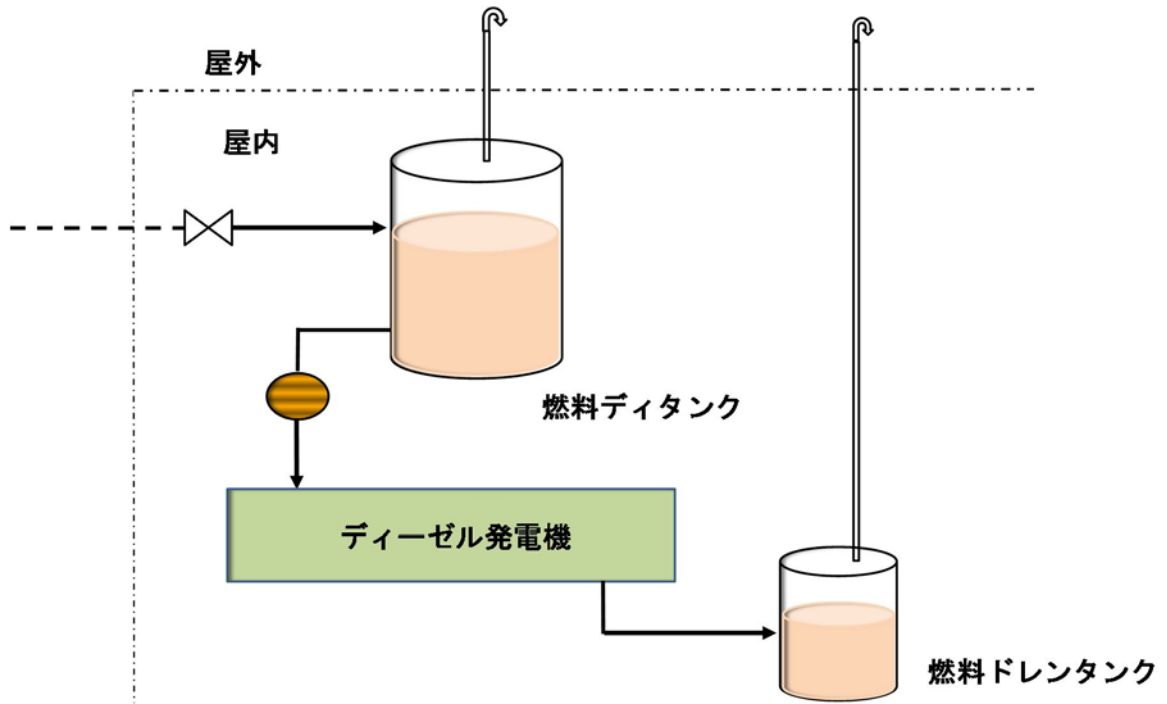 屋外
屋内
燃料ディタンク
ディーゼル発電機
燃料ドレンタンク